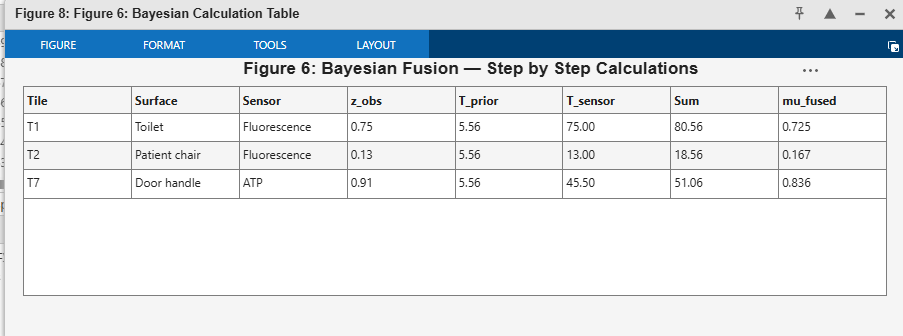 Figure 8: Figure 6: Bayesian Calculation Table
FIGURE FORMAT TOOLS LAYOUT
Figure 6: Bayesian Fusion — Step by Step Calculations
Tile Surface Sensor z_obs T_prior T_sensor Sum mu_fused
T1 Toilet Fluorescence 0.75 5.56 75.00 80.56 0.725
T2 Patient chair Fluorescence 0.13 5.56 13.00 18.56 0.167
T7 Door handle ATP 0.91 5.56 45.50 51.06 0.836